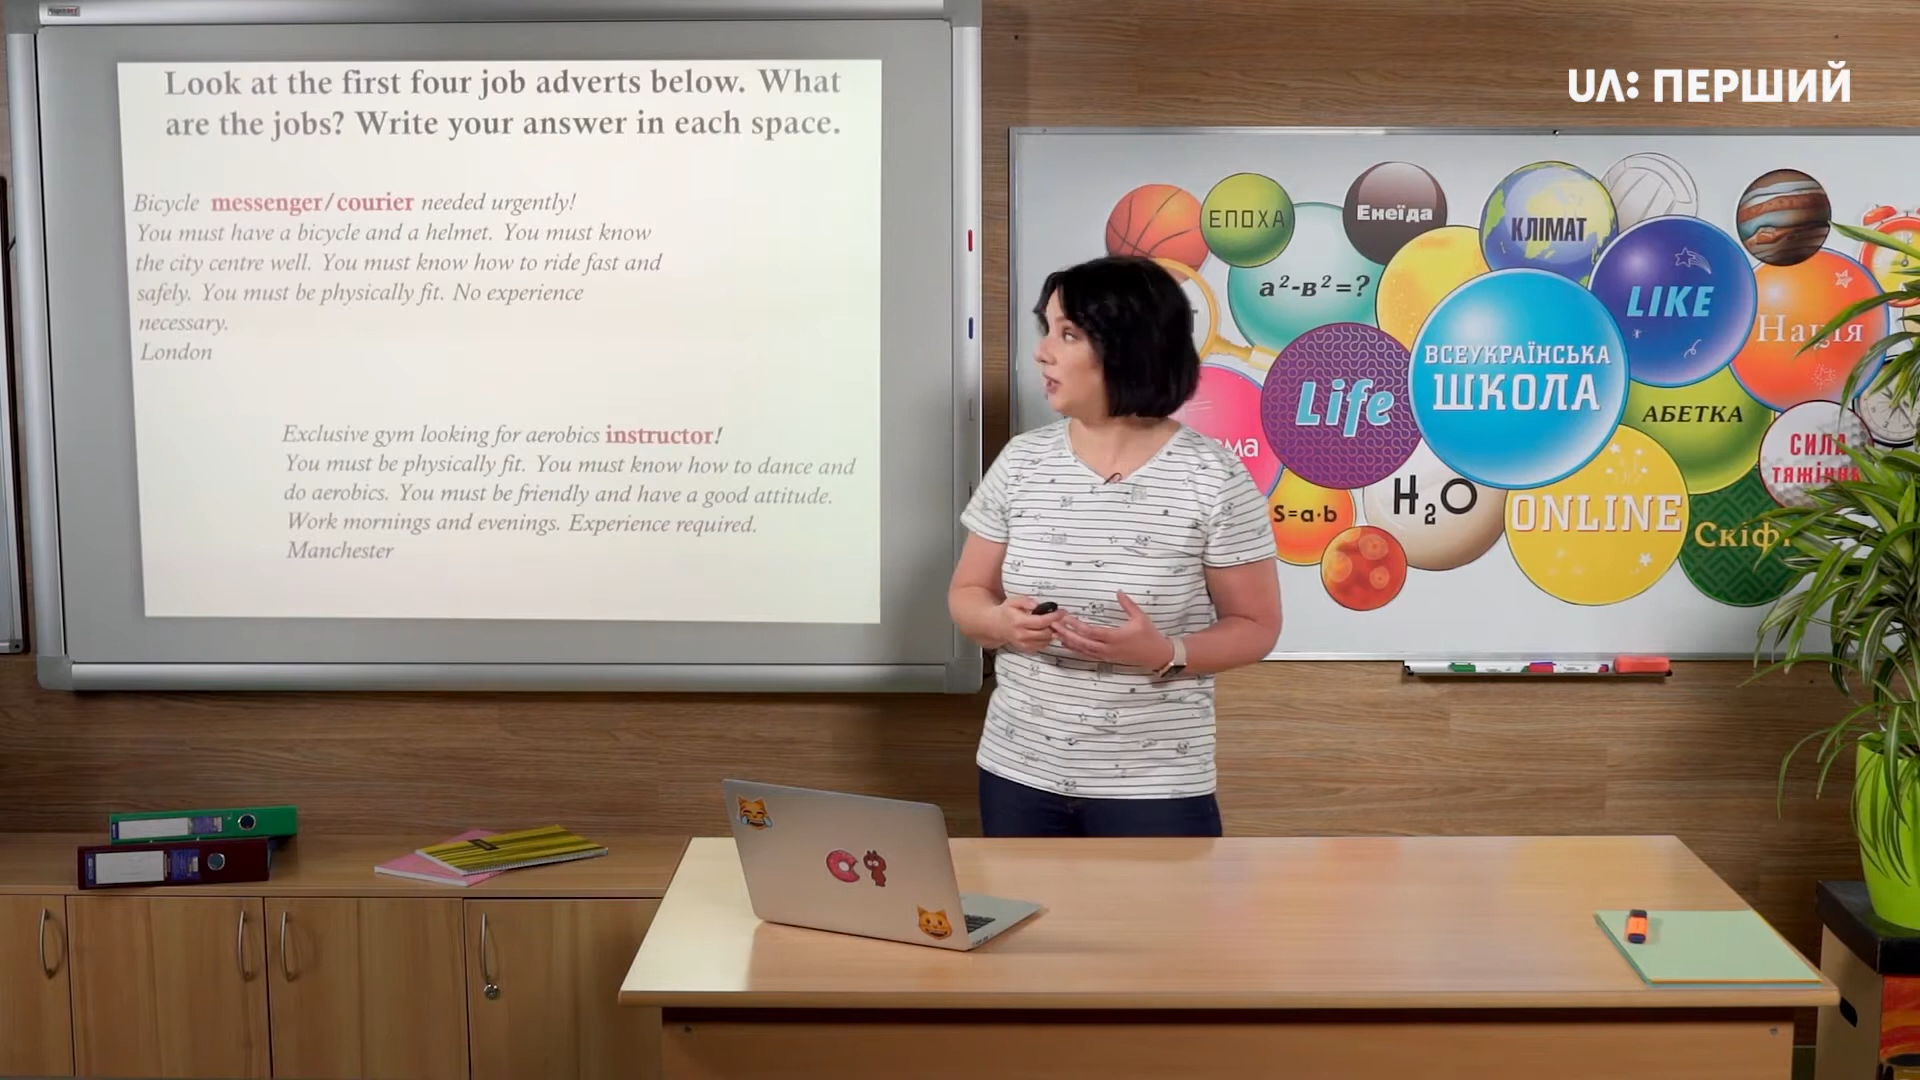 Look at the first four job adverts below. What
are the jobs? Write your answer in each space.
Bicycle messenger/courier needed urgently!
You must have a bicycle and a helmet. You must know
the city centre well. You must know how to ride fast and
safely. You must be physically fit. No experience
necessary.
London
Exclusive gym looking for aerobics instructor!
You must be physically fit. You must know how to dance and
do aerobics. You must be friendly and have a good attitude.
Work mornings and evenings. Experience required.
Manchester
UA: ПЕРШИЙ
ЕПОХА
Енеїда
КЛІМАТ
a²-в²=?
LIKE
Нація
Life
ВСЕУКРАЇНСЬКА
ШКОЛА
АБЕТКА
СИЛА
ТЯЖІННЯ
H₂O
S=a·b
ONLINE